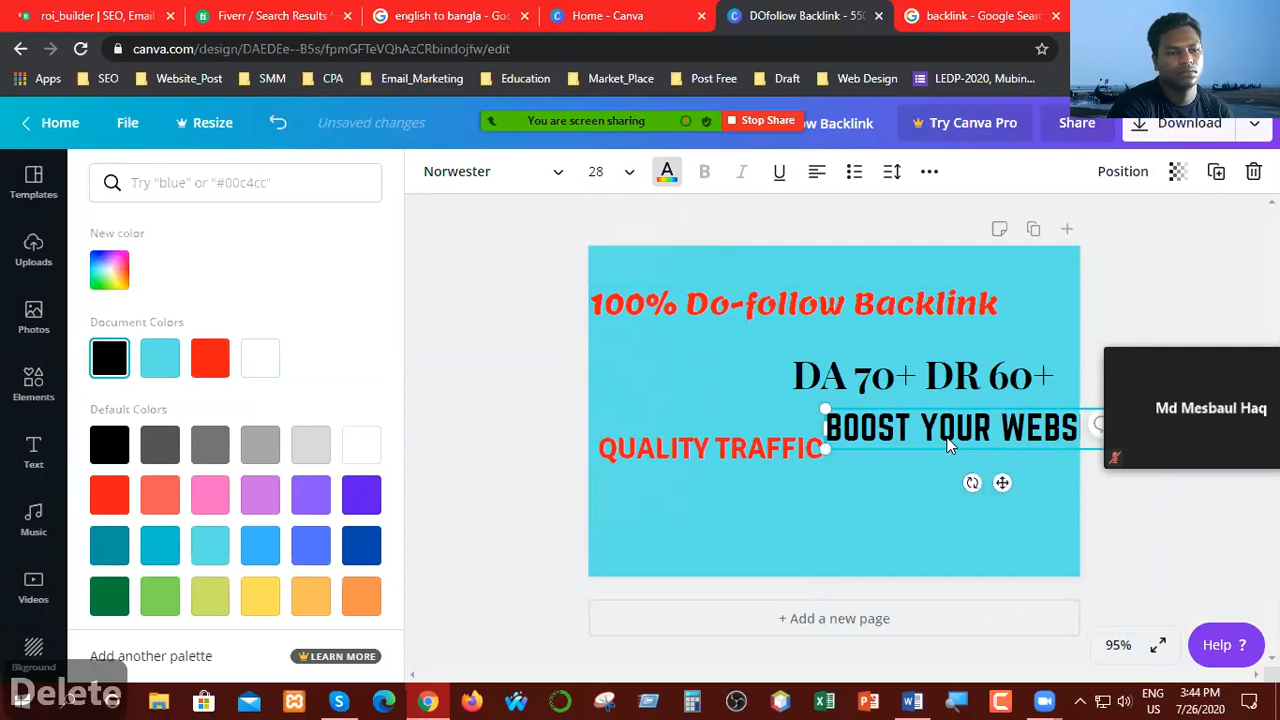 roi_builder | SEO, Email
Fiverr / Search Results
english to bangla - Go
Home - Canva
DOfollow Backlink - 550
backlink - Google Sear
canva.com/design/DAEDEe--B5s/fpmGFTeVQhAzCRbindojfw/edit
Apps
SEO
Website_Post
SMM
CPA
Email_Marketing
Education
Market_Place
Post Free
Draft
Web Design
LEDP-2020, Mubin...
Home
File
Resize
Unsaved changes
You are screen sharing
Stop Share
low Backlink
Try Canva Pro
Share
Download
Templates
Uploads
Photos
Elements
Text
Music
Videos
Bkground
Try "blue" or "#00c4cc"
New color
Document Colors
Default Colors
Add another palette
LEARN MORE
Delete
Norwester
28
A
B
I
U
Position
100% Do-follow Backlink
DA 70+ DR 60+
BOOST YOUR WEBS
QUALITY TRAFFIC
+ Add a new page
Md Mesbaul Haq
95%
Help ?
ENG
US
3:44 PM
7/26/2020